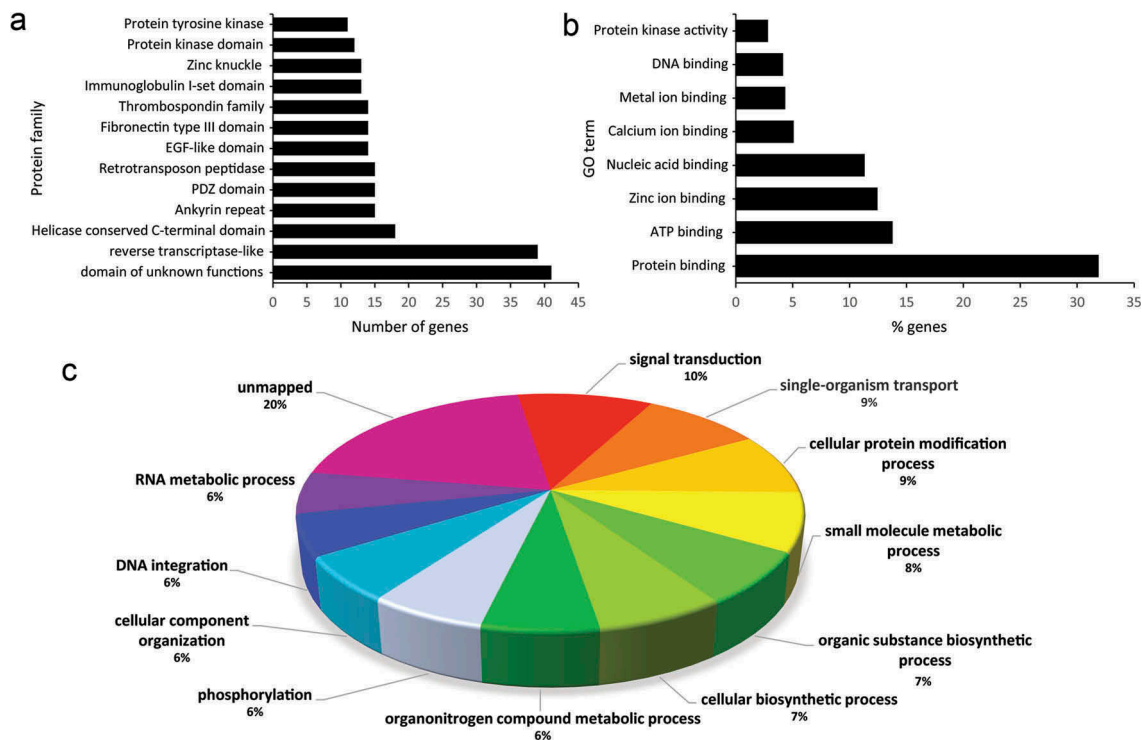 a
Protein family
Protein tyrosine kinase
Protein kinase domain
Zinc knuckle
Immunoglobulin I-set domain
Thrombospondin family
Fibronectin type III domain
EGF-like domain
Retrotransposon peptidase
PDZ domain
Ankyrin repeat
Helicase conserved C-terminal domain
reverse transcriptase-like
domain of unknown functions
0 5 10 15 20 25 30 35 40 45
Number of genes
b
GO term
Protein kinase activity
DNA binding
Metal ion binding
Calcium ion binding
Nucleic acid binding
Zinc ion binding
ATP binding
Protein binding
0 5 10 15 20 25 30 35
% genes
c
signal transduction
10%
single-organism transport
9%
cellular protein modification
process
9%
small molecule metabolic
process
8%
organic substance biosynthetic
process
7%
cellular biosynthetic process
7%
organonitrogen compound metabolic process
6%
phosphorylation
6%
cellular component
organization
6%
DNA integration
6%
RNA metabolic process
6%
unmapped
20%